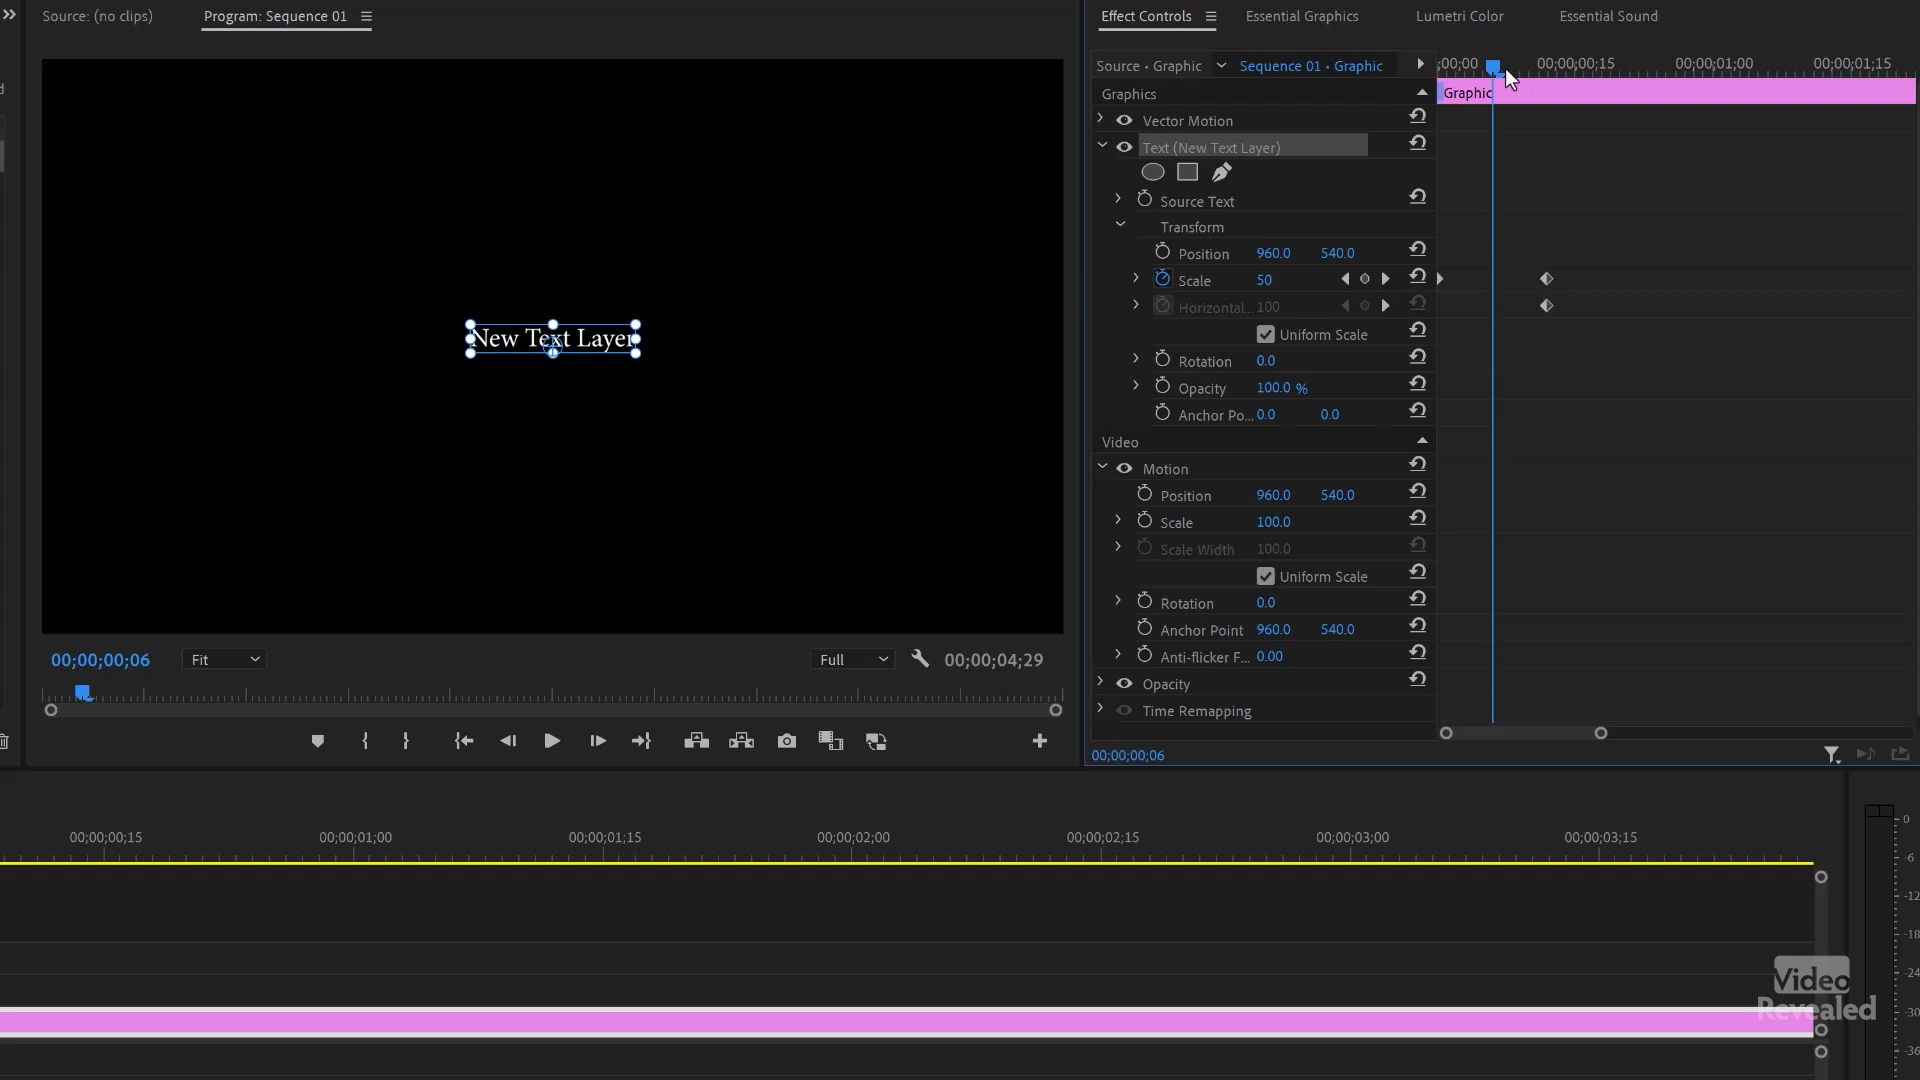 Source: (no clips)
Program: Sequence 01
Effect Controls
Essential Graphics
Lumetri Color
Essential Sound
Source • Graphic
Sequence 01 • Graphic
;00;00
00;00;00;15
00;00;01;00
00;00;01;15
Graphics
Graphic
Vector Motion
Text (New Text Layer)
Source Text
Transform
Position 960.0 540.0
Scale 50
Horizontal... 100
Uniform Scale
Rotation 0.0
Opacity 100.0 %
Anchor Po... 0.0 0.0
Video
Motion
Position 960.0 540.0
Scale 100.0
Scale Width 100.0
Uniform Scale
Rotation 0.0
Anchor Point 960.0 540.0
Anti-flicker F... 0.00
Opacity
Time Remapping
00;00;00;06
New Text Layer
00;00;00;06
Fit
Full
00;00;04;29
00;00;00;15
00;00;01;00
00;00;01;15
00;00;02;00
00;00;02;15
00;00;03;00
00;00;03;15
0
-6
-12
-18
-24
-30
-36
Video
Revealed